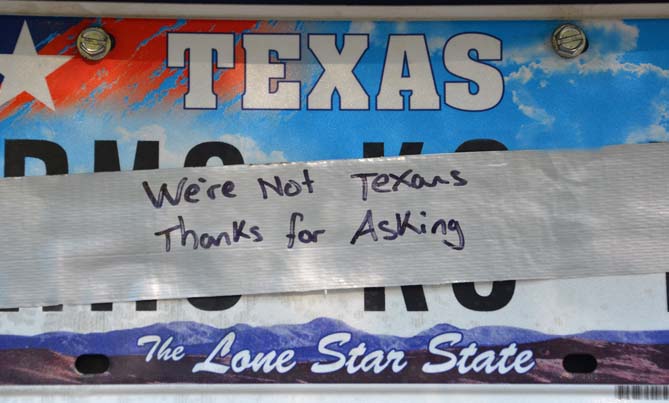 TEXAS
We're Not Texans
Thanks for Asking
The Lone Star State